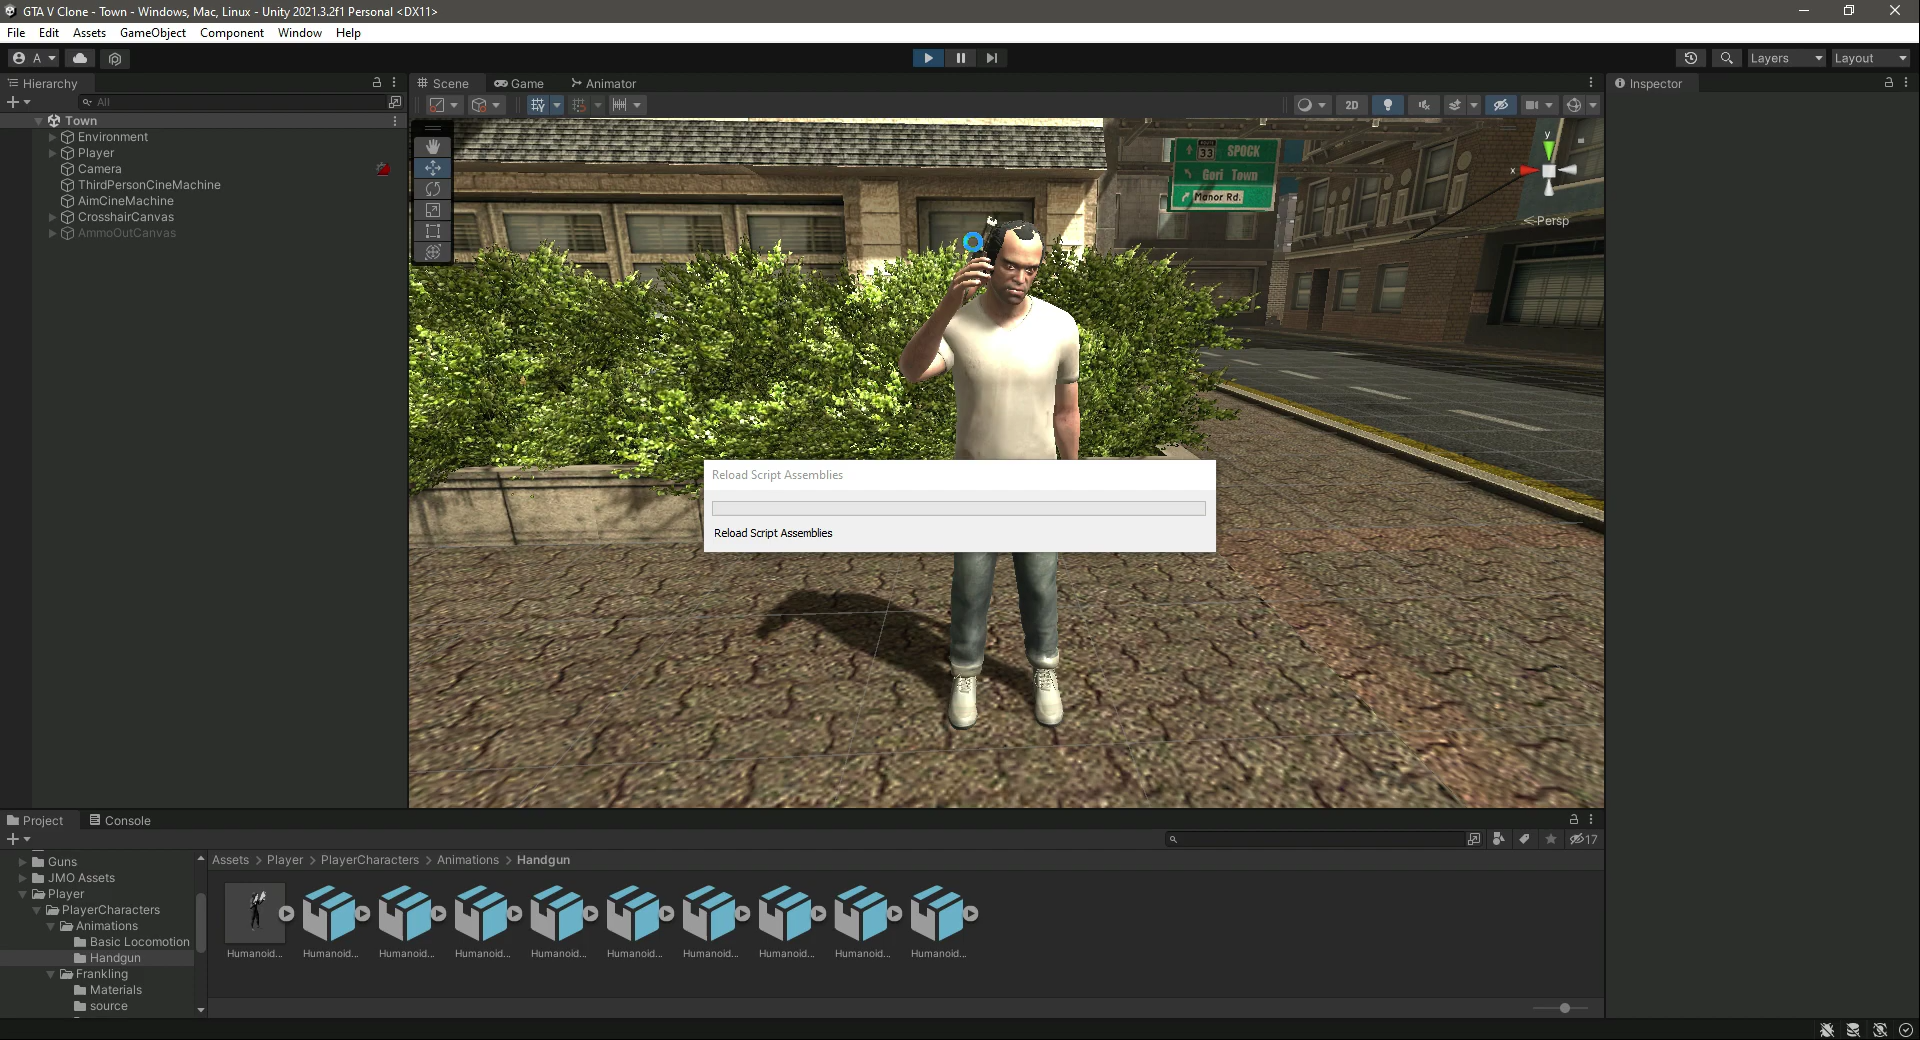 GTA V Clone - Town - Windows, Mac, Linux - Unity 2021.3.2f1 Personal <DX11>
File Edit Assets GameObject Component Window Help
A Layers Layout
Hierarchy Scene Game Animator Inspector
All 2D
Town
Environment
Player
Camera
ThirdPersonCineMachine
AimCineMachine
CrosshairCanvas
AmmoOutCanvas
33 SPOCK
Gori Town
Manor Rd.
y
x
Persp
Reload Script Assemblies
Reload Script Assemblies
Project Console
17
Guns
JMO Assets
Player
PlayerCharacters
Animations
Basic Locomotion
Handgun
Frankling
Materials
source
Assets > Player > PlayerCharacters > Animations > Handgun
Humanoid... Humanoid... Humanoid... Humanoid... Humanoid... Humanoid... Humanoid... Humanoid... Humanoid... Humanoid...